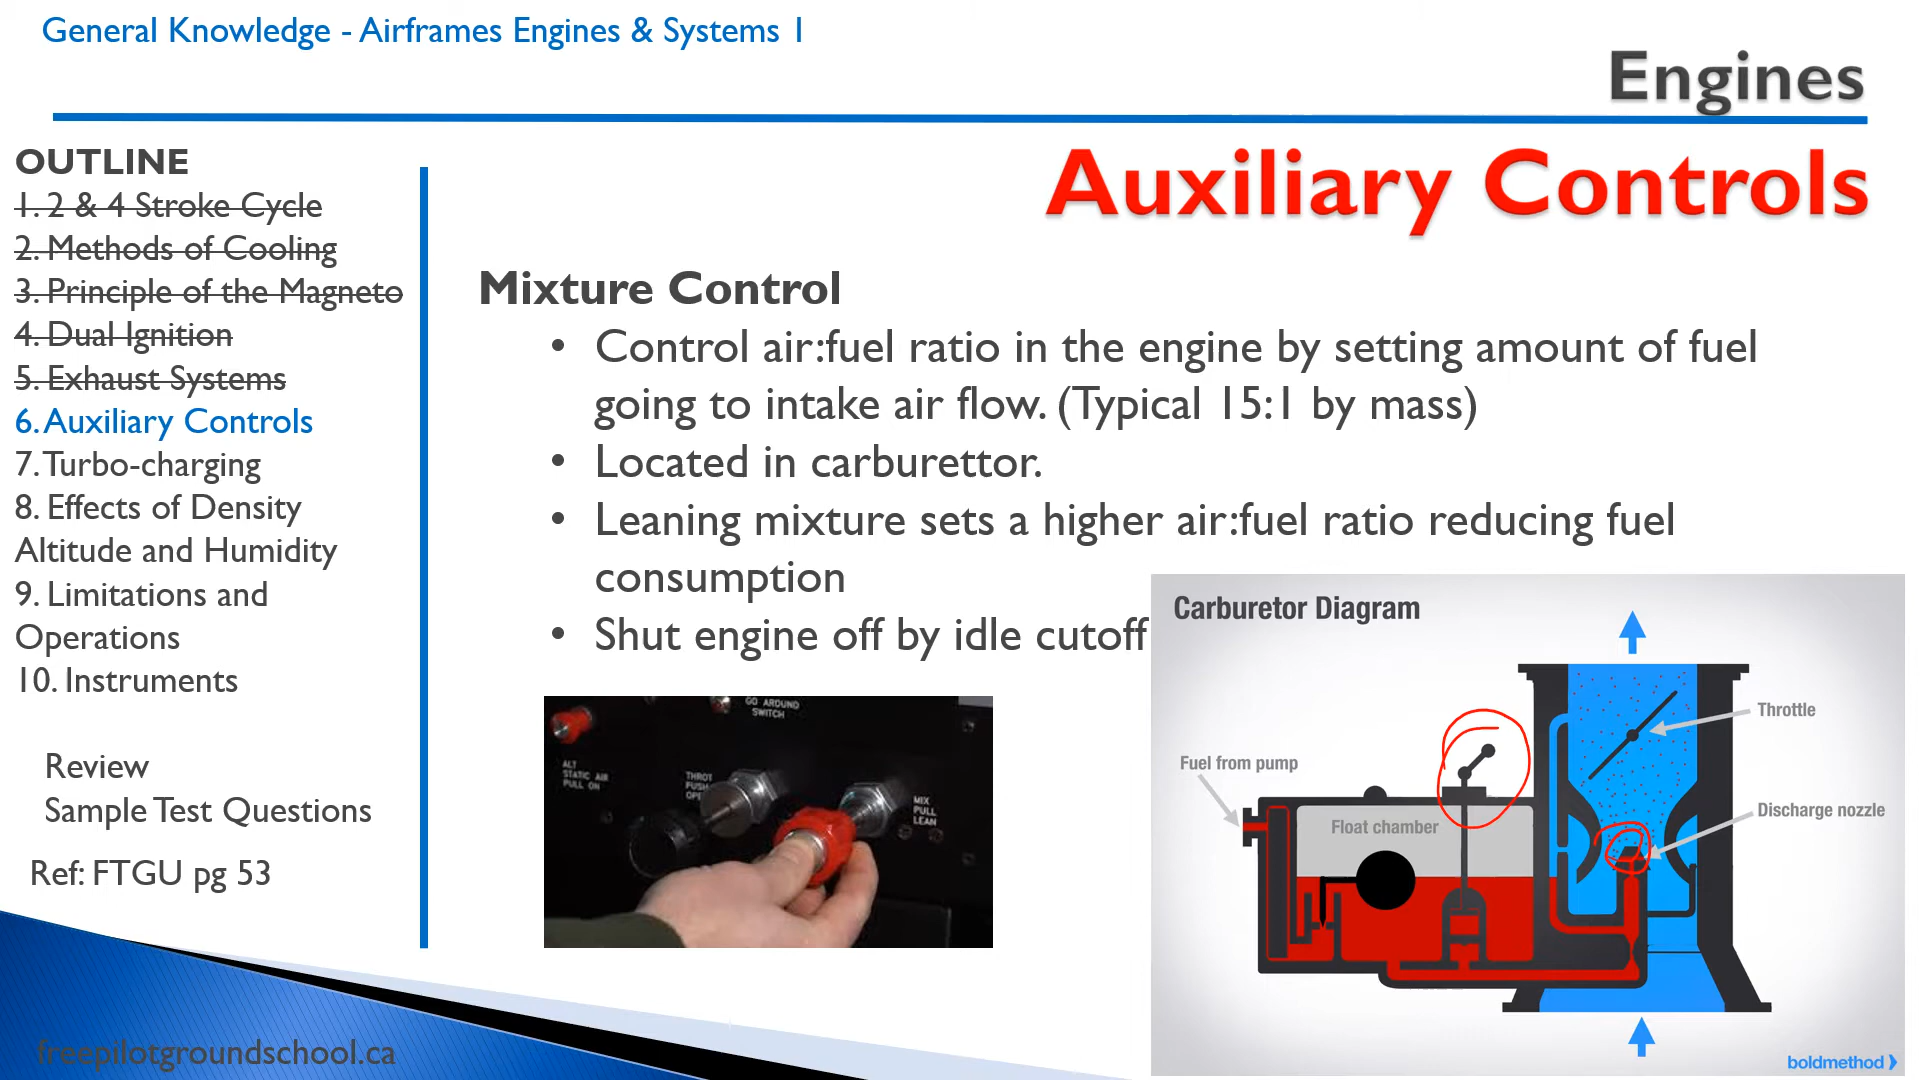 General Knowledge - Airframes Engines & Systems 1
Engines
OUTLINE
1. 2 & 4 Stroke Cycle
2. Methods of Cooling
3. Principle of the Magneto
4. Dual Ignition
5. Exhaust Systems
6. Auxiliary Controls
7. Turbo-charging
8. Effects of Density
Altitude and Humidity
9. Limitations and
Operations
10. Instruments
Review
Sample Test Questions
Ref: FTGU pg 53
freepilotgroundschool.ca
Auxiliary Controls
Mixture Control
• Control air:fuel ratio in the engine by setting amount of fuel
going to intake air flow. (Typical 15:1 by mass)
• Located in carburettor.
• Leaning mixture sets a higher air:fuel ratio reducing fuel
consumption
• Shut engine off by idle cutoff
GO AROUND
SWITCH
ALT
STATIC AIR
PULL ON
THROT
PUSH
OPE
MIX
PULL
LEAN
Carburetor Diagram
Throttle
Fuel from pump
Discharge nozzle
Float chamber
boldmethod